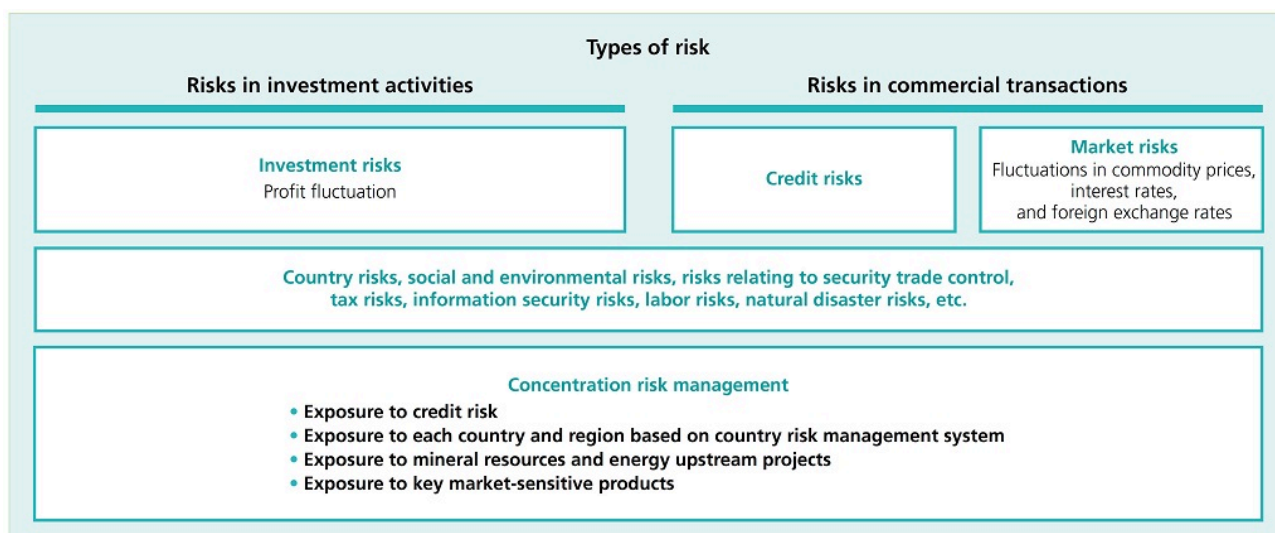 Types of risk
Risks in investment activities
Risks in commercial transactions
Investment risks
Profit fluctuation
Credit risks
Market risks
Fluctuations in commodity prices,
interest rates,
and foreign exchange rates
Country risks, social and environmental risks, risks relating to security trade control,
tax risks, information security risks, labor risks, natural disaster risks, etc.
Concentration risk management
• Exposure to credit risk
• Exposure to each country and region based on country risk management system
• Exposure to mineral resources and energy upstream projects
• Exposure to key market-sensitive products